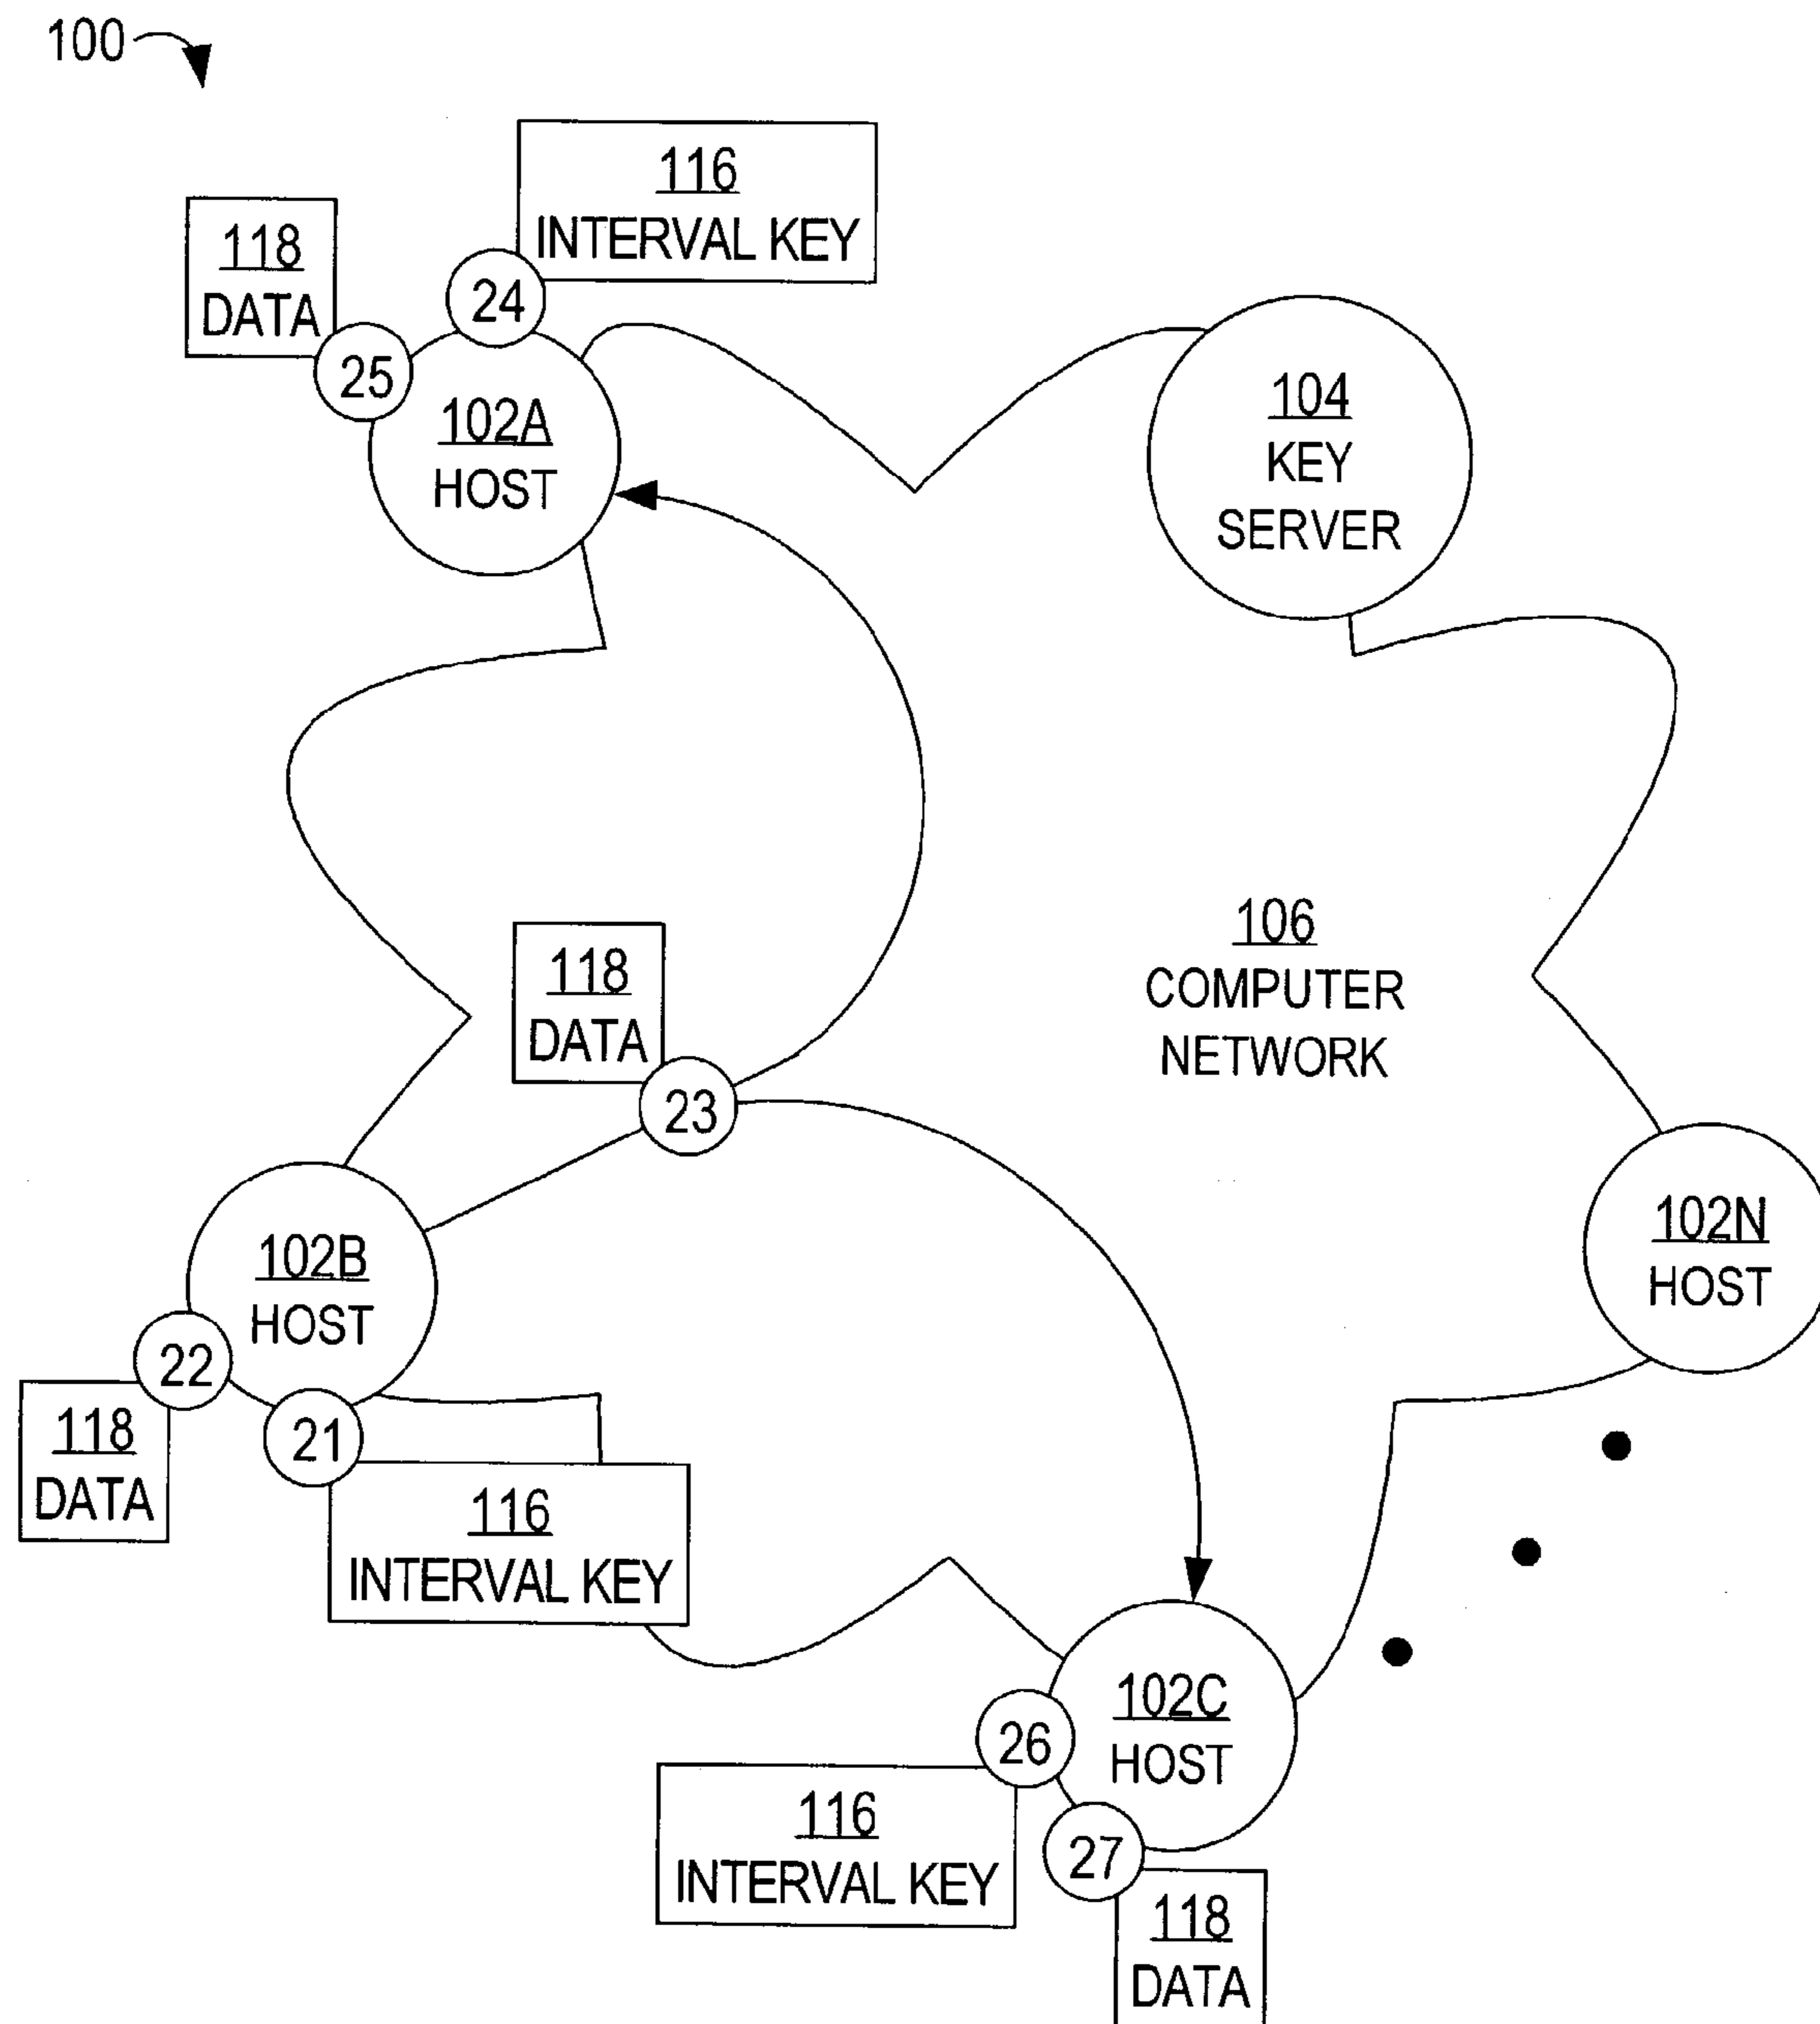 100
116
INTERVAL KEY
118
DATA
24
25
102A
HOST
104
KEY
SERVER
106
COMPUTER
NETWORK
118
DATA
23
102B
HOST
22
21
118
DATA
116
INTERVAL KEY
102N
HOST
102C
HOST
26
116
INTERVAL KEY
27
118
DATA